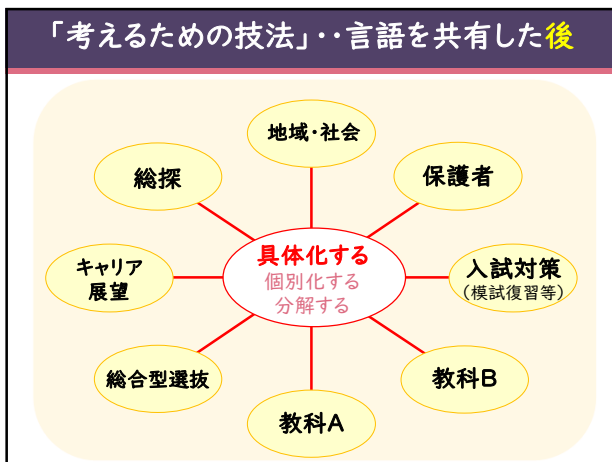 「考えるための技法」‥言語を共有した後
地域・社会
総探
保護者
具体化する
個別化する
分解する
キャリア
展望
入試対策
(模試復習等)
総合型選抜
教科B
教科A